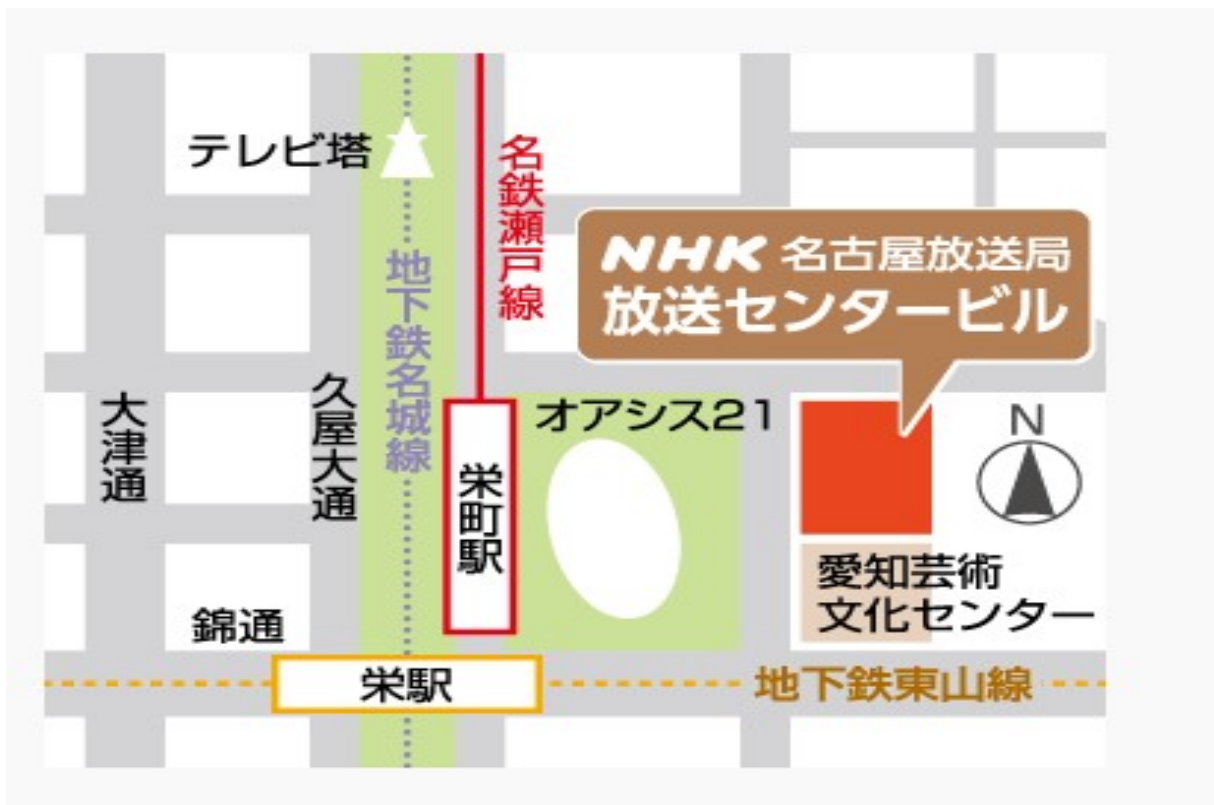 テレビ塔
名鉄瀬戸線
NHK 名古屋放送局
放送センタービル
地下鉄名城線
大津通
久屋大通
オアシス21
N
栄町駅
愛知芸術
文化センター
錦通
栄駅
地下鉄東山線